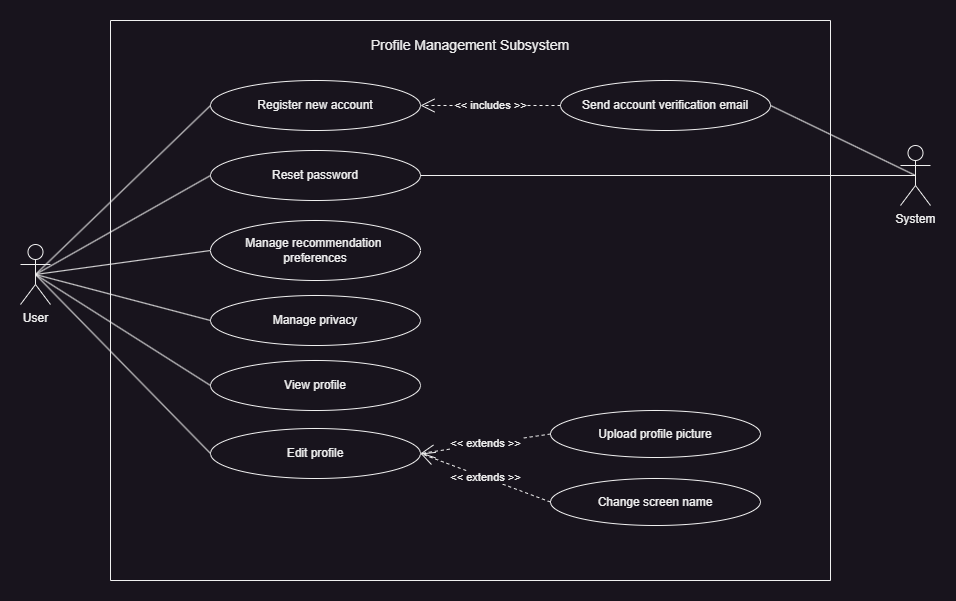 Profile Management Subsystem
Register new account
<< includes >>
Send account verification email
Reset password
System
Manage recommendation
preferences
User
Manage privacy
View profile
Edit profile
<< extends >>
Upload profile picture
<< extends >>
Change screen name